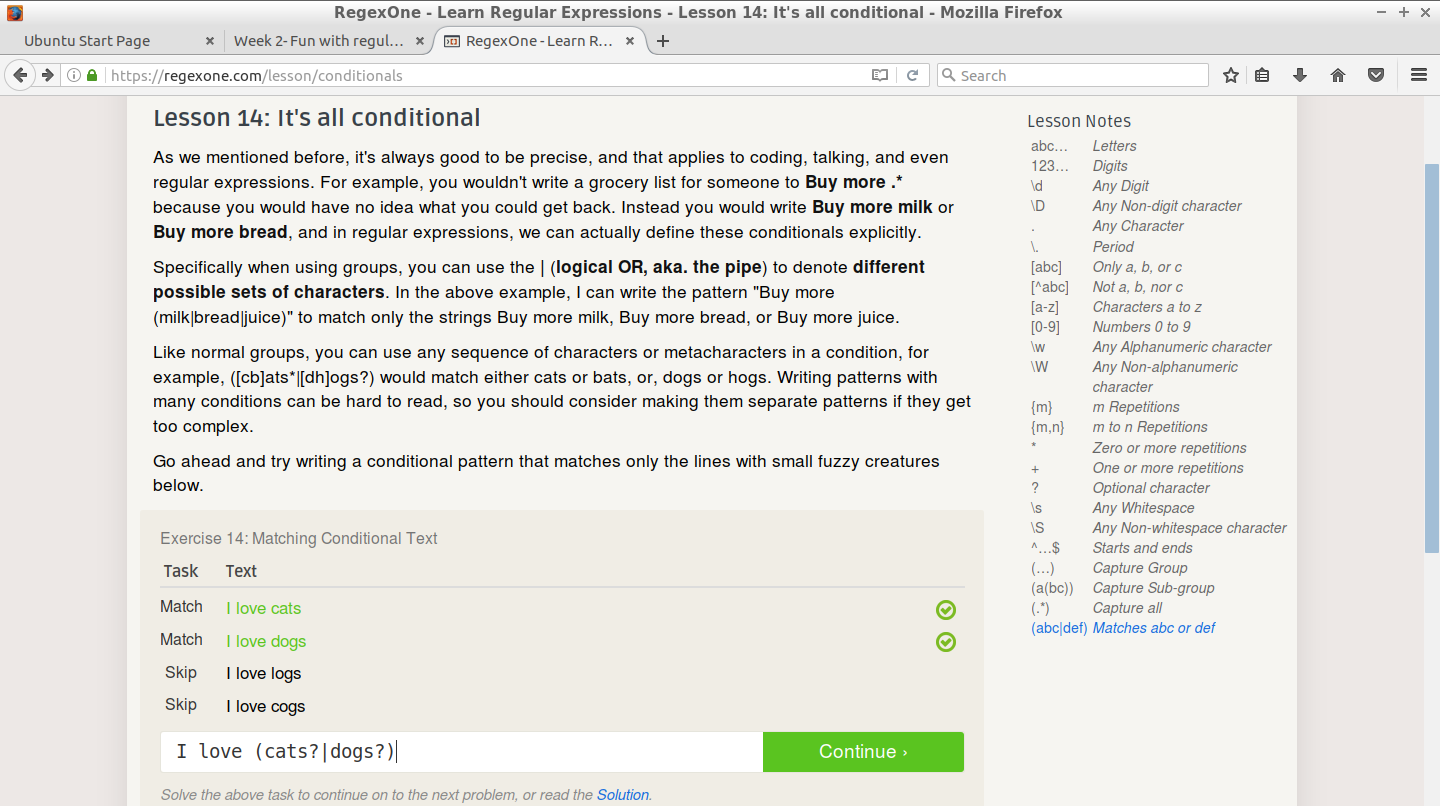 RegexOne - Learn Regular Expressions - Lesson 14: It's all conditional - Mozilla Firefox
Ubuntu Start Page
Week 2- Fun with regul...
RegexOne - Learn R...
https://regexone.com/lesson/conditionals
Search
Lesson 14: It's all conditional
As we mentioned before, it's always good to be precise, and that applies to coding, talking, and even
regular expressions. For example, you wouldn't write a grocery list for someone to Buy more .*
because you would have no idea what you could get back. Instead you would write Buy more milk or
Buy more bread, and in regular expressions, we can actually define these conditionals explicitly.
Specifically when using groups, you can use the | (logical OR, aka. the pipe) to denote different
possible sets of characters. In the above example, I can write the pattern "Buy more
(milk|bread|juice)" to match only the strings Buy more milk, Buy more bread, or Buy more juice.
Like normal groups, you can use any sequence of characters or metacharacters in a condition, for
example, ([cb]ats*|[dh]ogs?) would match either cats or bats, or, dogs or hogs. Writing patterns with
many conditions can be hard to read, so you should consider making them separate patterns if they get
too complex.
Go ahead and try writing a conditional pattern that matches only the lines with small fuzzy creatures
below.
Exercise 14: Matching Conditional Text
Task Text
Match I love cats
Match I love dogs
Skip I love logs
Skip I love cogs
I love (cats?|dogs?)
Continue ›
Solve the above task to continue on to the next problem, or read the Solution.
Lesson Notes
abc… Letters
123… Digits
\d Any Digit
\D Any Non-digit character
. Any Character
\. Period
[abc] Only a, b, or c
[^abc] Not a, b, nor c
[a-z] Characters a to z
[0-9] Numbers 0 to 9
\w Any Alphanumeric character
\W Any Non-alphanumeric
character
{m} m Repetitions
{m,n} m to n Repetitions
* Zero or more repetitions
+ One or more repetitions
? Optional character
\s Any Whitespace
\S Any Non-whitespace character
^…$ Starts and ends
(…) Capture Group
(a(bc)) Capture Sub-group
(.*) Capture all
(abc|def) Matches abc or def